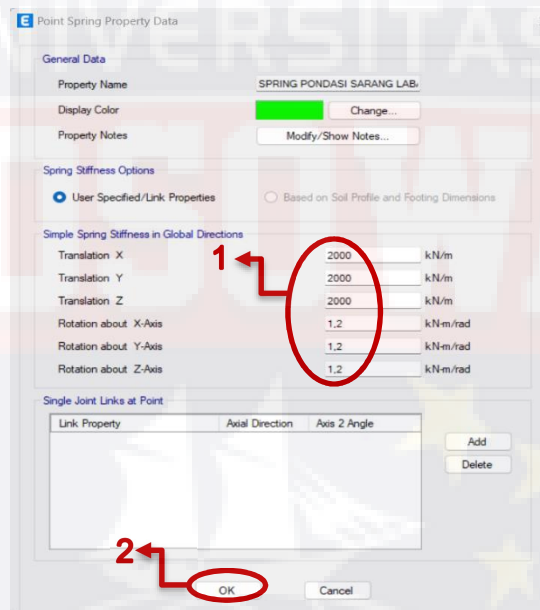 E Point Spring Property Data
General Data
Property Name SPRING PONDASI SARANG LABA
Display Color Change...
Property Notes Modify/Show Notes...
Spring Stiffness Options
User Specified/Link Properties Based on Soil Profile and Footing Dimensions
Simple Spring Stiffness in Global Directions
1
Translation X 2000 kN/m
Translation Y 2000 kN/m
Translation Z 2000 kN/m
Rotation about X-Axis 1,2 kN-m/rad
Rotation about Y-Axis 1,2 kN-m/rad
Rotation about Z-Axis 1,2 kN-m/rad
Single Joint Links at Point
Link Property Axial Direction Axis 2 Angle
Add
Delete
2
OK Cancel